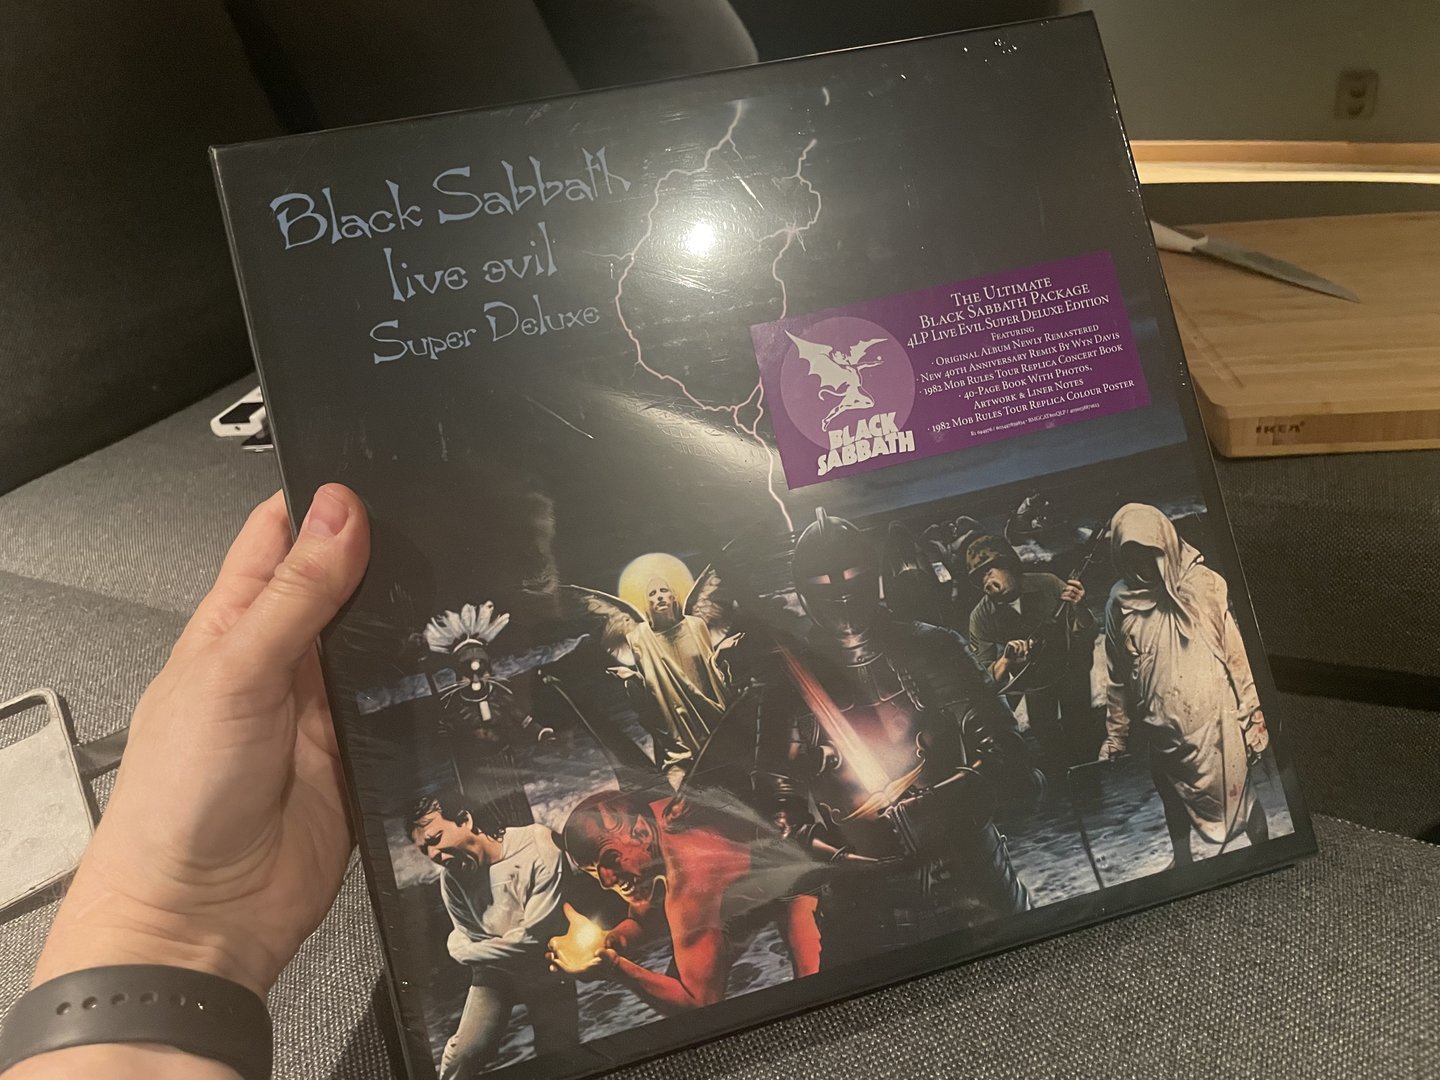 Black Sabbath
live evil
Super Deluxe
The Ultimate
Black Sabbath Package
4LP Live Evil Super Deluxe Edition
Featuring
· Original Album Newly Remastered
· New 40th Anniversary Remix By Wyn Davis
· 1982 Mob Rules Tour Replica Concert Book
· 40-Page Book With Photos,
Artwork & Liner Notes
· 1982 Mob Rules Tour Replica Colour Poster
BLACK
SABBATH
IKEA